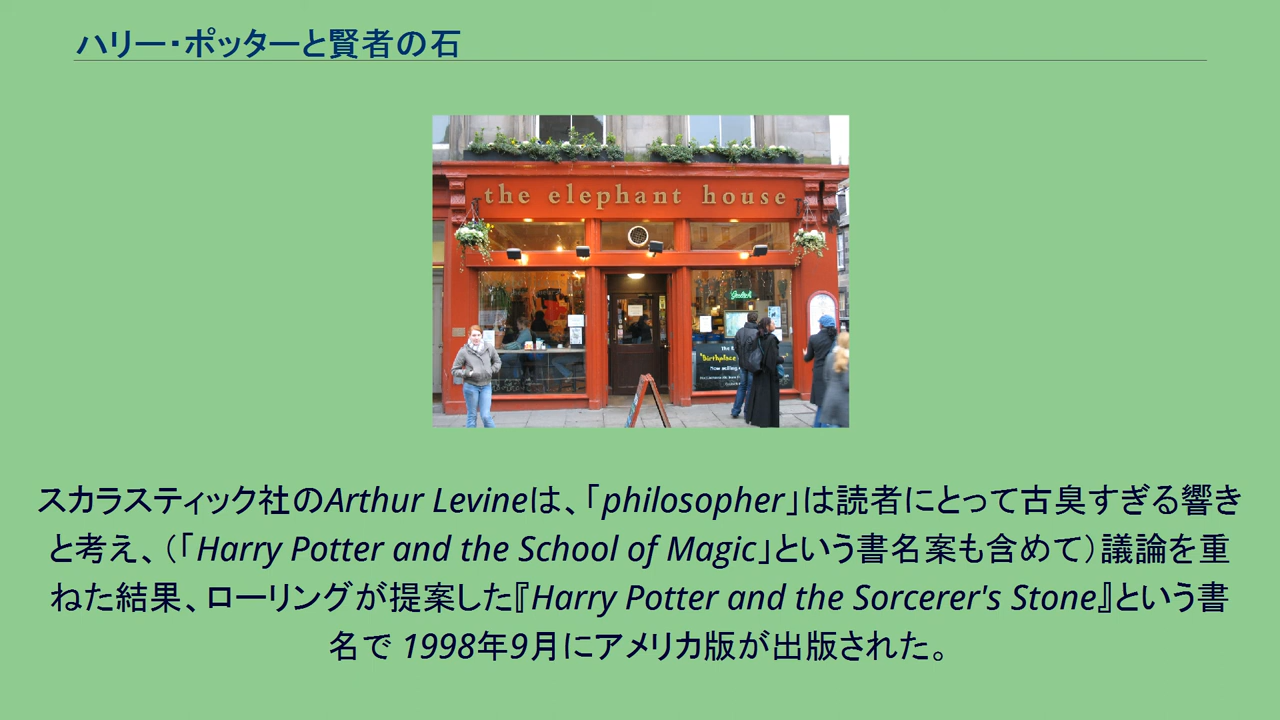 ハリー・ポッターと賢者の石
the elephant house
"Birthplace
Now selling
スカラスティック社のArthur Levineは、「philosopher」は読者にとって古臭すぎる響き
と考え、（「Harry Potter and the School of Magic」という書名案も含めて）議論を重
ねた結果、ローリングが提案した『Harry Potter and the Sorcerer's Stone』という書
名で 1998年9月にアメリカ版が出版された。